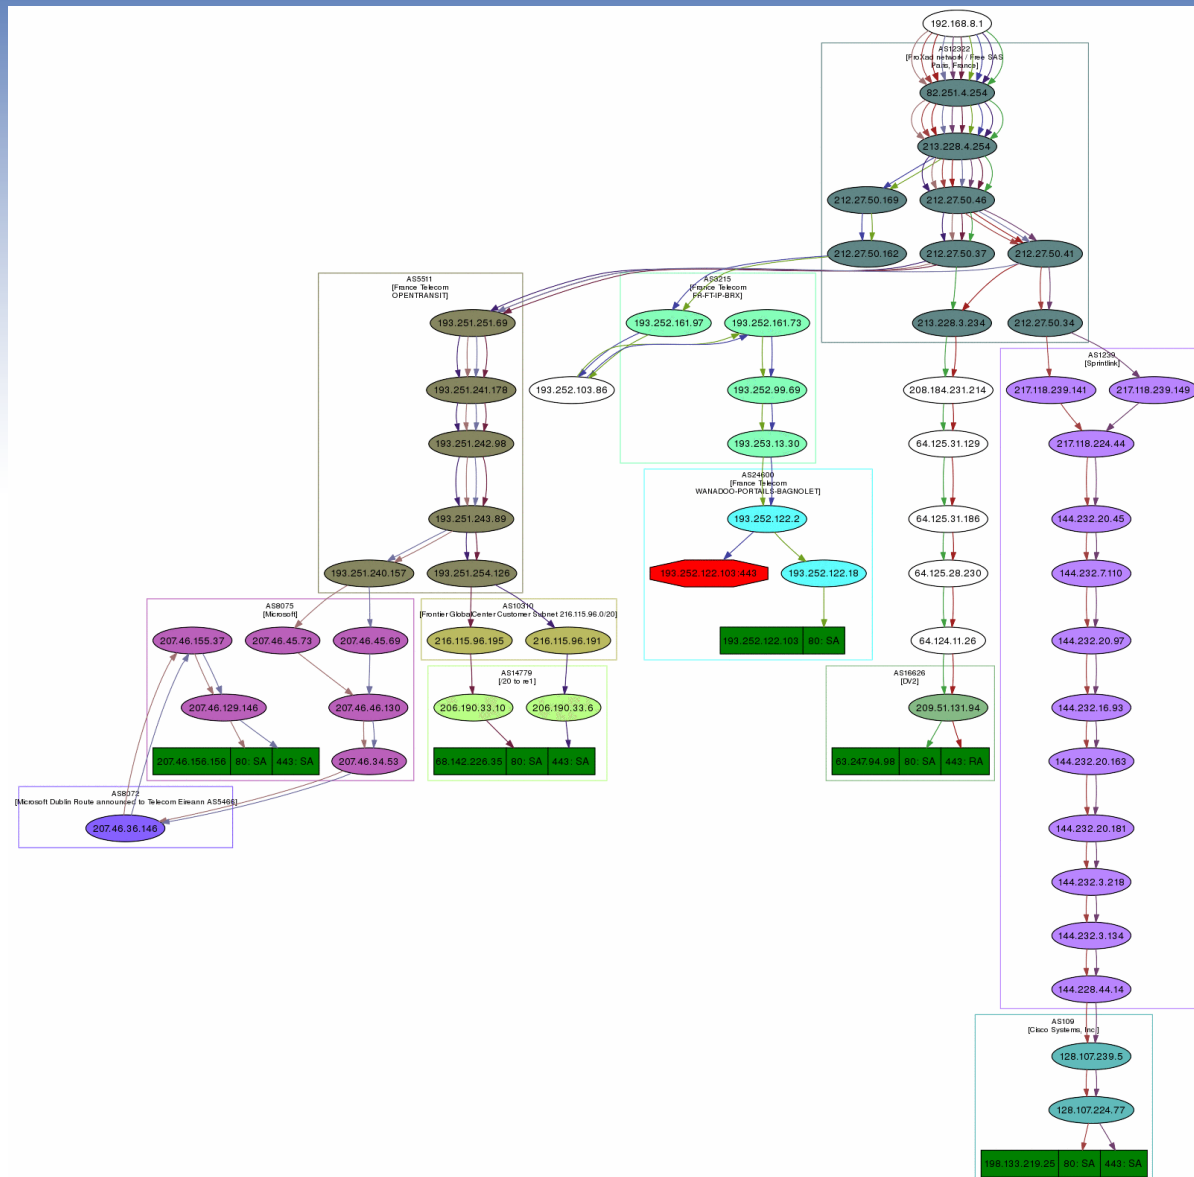 192.168.8.1
AS12322
[ProXad network / Free SAS
Paris, France]
82.251.4.254
213.228.4.254
212.27.50.169
212.27.50.46
212.27.50.162
212.27.50.37
212.27.50.41
AS5511
[France Telecom
OPENTRANSIT]
AS3215
[France Telecom
FR-FT-IP-BRX]
193.251.251.69
193.252.161.97
193.252.161.73
213.228.3.234
212.27.50.34
AS1239
[Sprintlink]
193.251.241.178
193.252.103.86
193.252.99.69
208.184.231.214
217.118.239.141
217.118.239.149
193.251.242.98
193.253.13.30
64.125.31.129
217.118.224.44
AS24600
[France Telecom
WANADOO-PORTAILS-BAGNOLET]
193.251.243.89
193.252.122.2
64.125.31.186
144.232.20.45
193.251.240.157
193.251.254.126
193.252.122.103:443
193.252.122.18
64.125.28.230
144.232.7.110
AS8075
[Microsoft]
AS10310
[Frontier GlobalCenter Customer Subnet 216.115.96.0/20]
207.46.155.37
207.46.45.73
207.46.45.69
216.115.96.195
216.115.96.191
193.252.122.103 80: SA
64.124.11.26
144.232.20.97
AS14779
[/20 to re1]
AS16626
[DV2]
207.46.129.146
207.46.46.130
206.190.33.10
206.190.33.6
209.51.131.94
144.232.16.93
207.46.156.156 80: SA 443: SA
207.46.34.53
68.142.226.35 80: SA 443: SA
63.247.94.98 80: SA 443: RA
144.232.20.163
AS8072
[Microsoft Dublin Route announced to Telecom Eireann AS5466]
207.46.36.146
144.232.20.181
144.232.3.218
144.232.3.134
144.228.44.14
AS109
[Cisco Systems, Inc.]
128.107.239.5
128.107.224.77
198.133.219.25 80: SA 443: SA